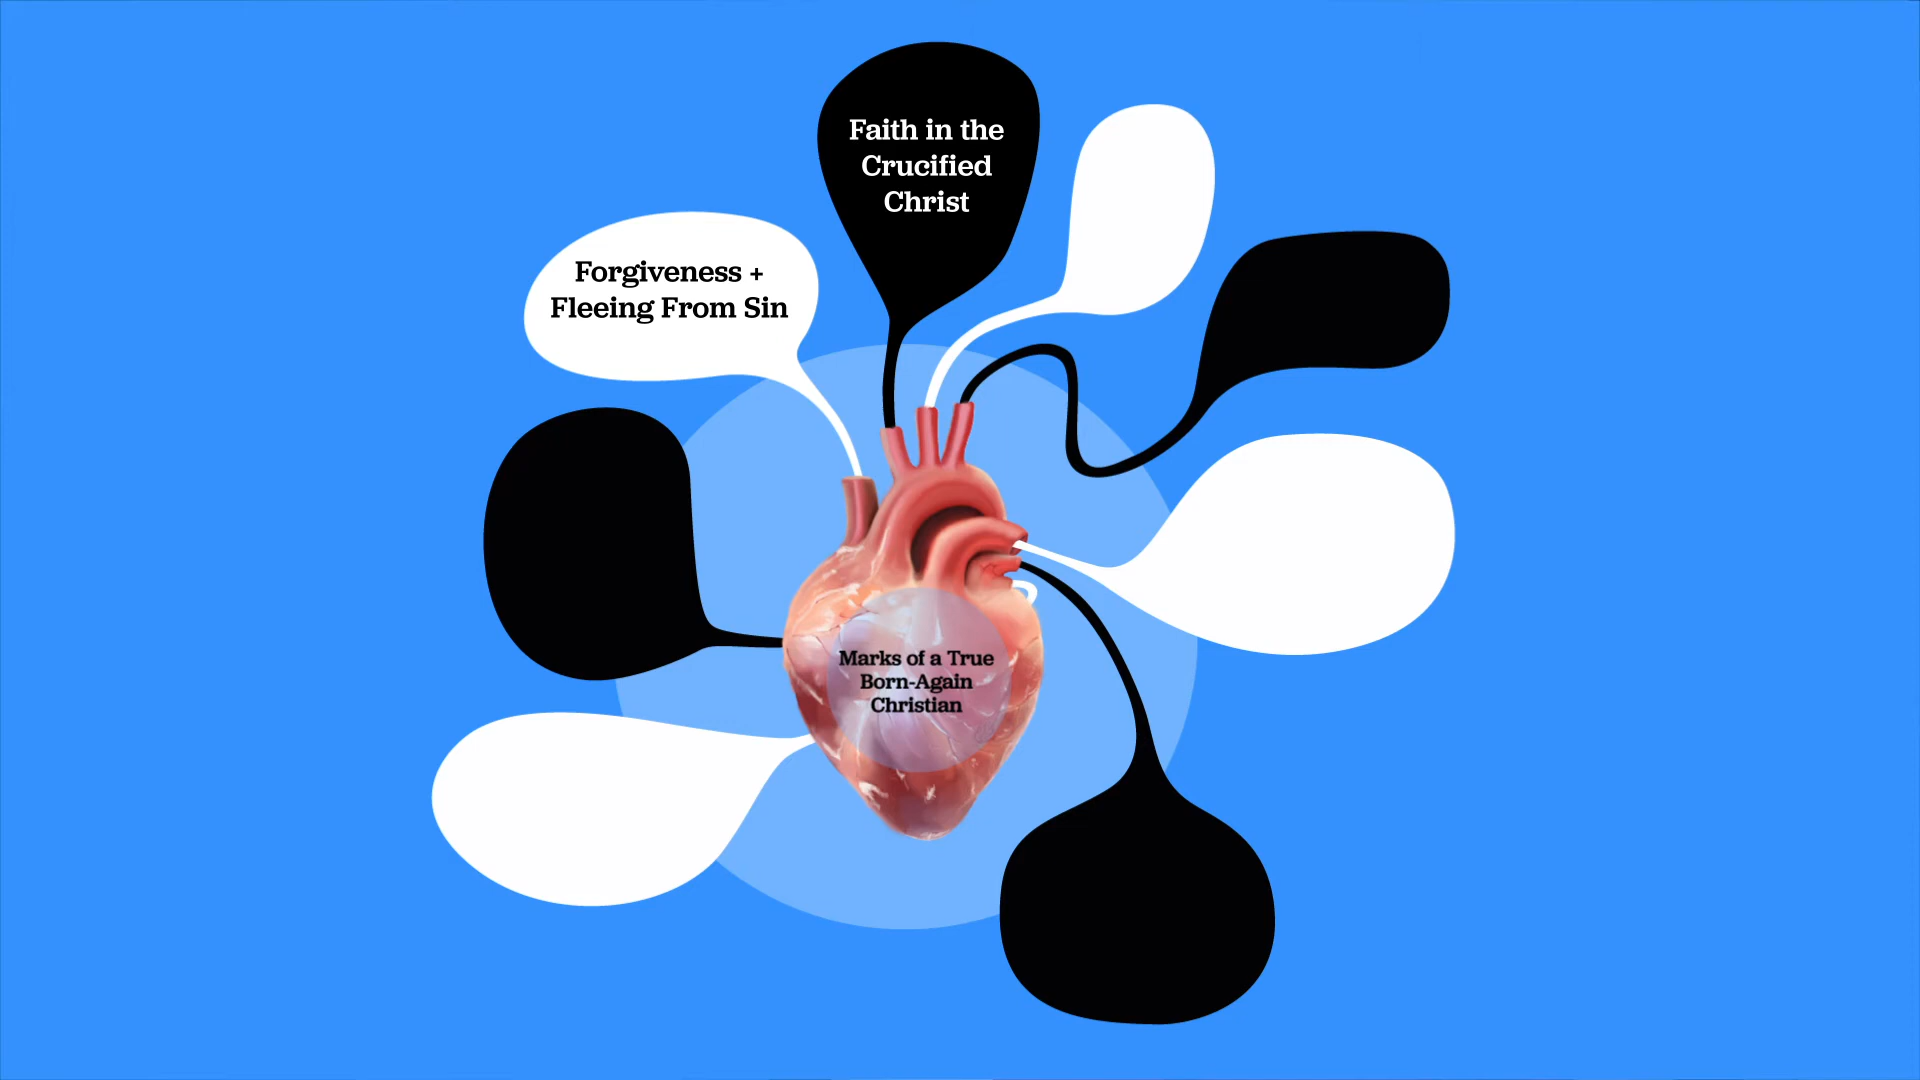 Faith in the
Crucified
Christ
Forgiveness +
Fleeing From Sin
Marks of a True
Born-Again
Christian